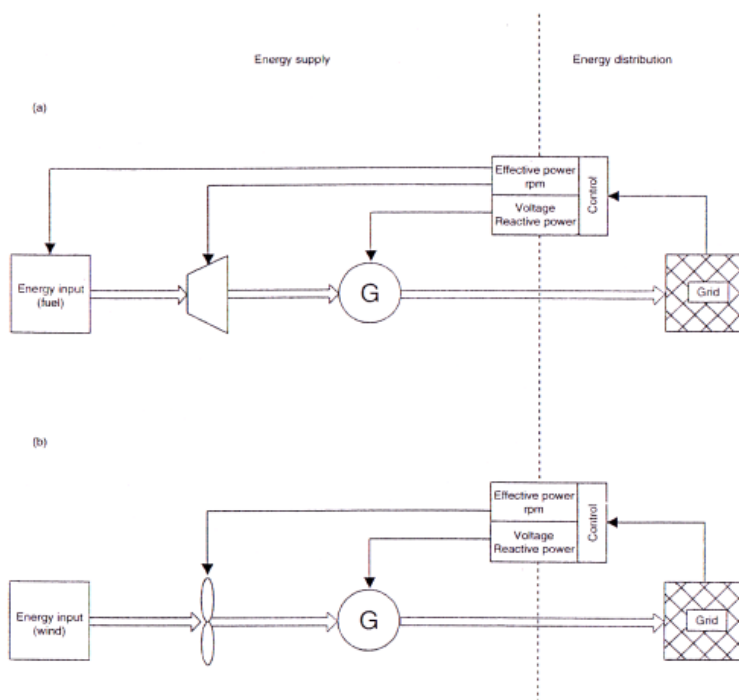 Energy supply
Energy distribution
(a)
Effective power
rpm
Voltage
Reactive power
Control
Energy input
(fuel)
G
Grid
(b)
Effective power
rpm
Voltage
Reactive power
Control
Energy input
(wind)
G
Grid